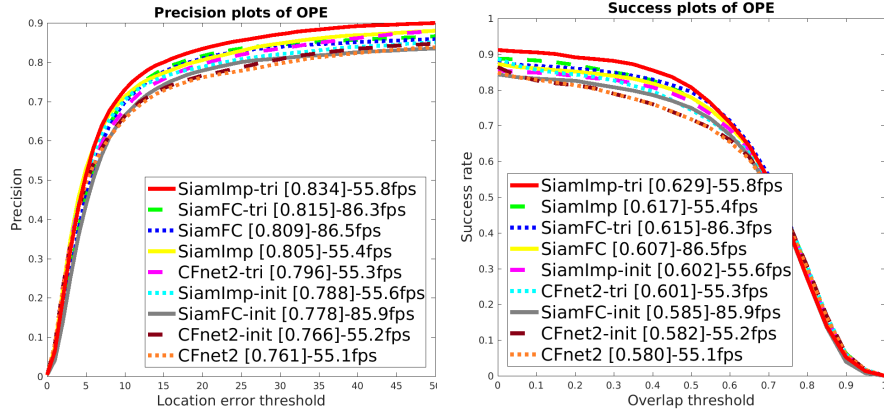 Precision plots of OPE
0.9
0.8
0.7
0.6
0.5
0.4
0.3
0.2
0.1
0
Precision
SiamImp-tri [0.834]-55.8fps
SiamFC-tri [0.815]-86.3fps
SiamFC [0.809]-86.5fps
SiamImp [0.805]-55.4fps
CFnet2-tri [0.796]-55.3fps
SiamImp-init [0.788]-55.6fps
SiamFC-init [0.778]-85.9fps
CFnet2-init [0.766]-55.2fps
CFnet2 [0.761]-55.1fps
0 5 10 15 20 25 30 35 40 45 50
Location error threshold
Success plots of OPE
1
0.9
0.8
0.7
0.6
0.5
0.4
0.3
0.2
0.1
0
Success rate
SiamImp-tri [0.629]-55.8fps
SiamImp [0.617]-55.4fps
SiamFC-tri [0.615]-86.3fps
SiamFC [0.607]-86.5fps
SiamImp-init [0.602]-55.6fps
CFnet2-tri [0.601]-55.3fps
SiamFC-init [0.585]-85.9fps
CFnet2-init [0.582]-55.2fps
CFnet2 [0.580]-55.1fps
0 0.1 0.2 0.3 0.4 0.5 0.6 0.7 0.8 0.9 1
Overlap threshold